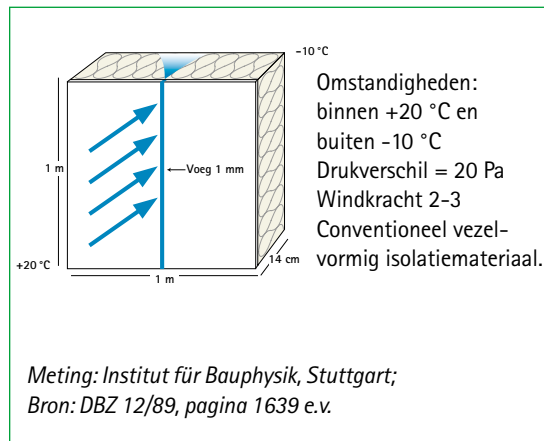 -10 °C
1 m
Voeg 1 mm
+20 °C
1 m
14 cm
Omstandigheden:
binnen +20 °C en
buiten -10 °C
Drukverschil = 20 Pa
Windkracht 2-3
Conventioneel vezel-
vormig isolatiemateriaal.
Meting: Institut für Bauphysik, Stuttgart;
Bron: DBZ 12/89, pagina 1639 e.v.